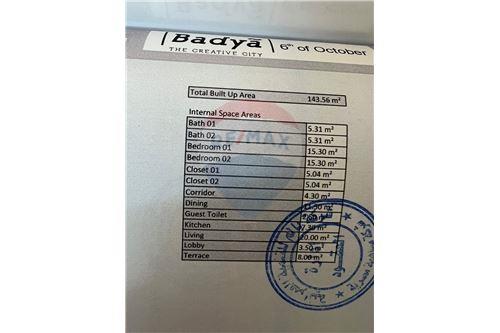 Badya
THE CREATIVE CITY
6th of October
Total Built Up Area 143.56 m²
Internal Space Areas
Bath 01 5.31 m²
Bath 02 5.31 m²
Bedroom 01 15.30 m²
Bedroom 02 15.30 m²
Closet 01 5.04 m²
Closet 02 5.04 m²
Corridor 4.30 m²
Dining
Guest Toilet
Kitchen 7.30 m²
Living 20.00 m²
Lobby 3.50 m²
Terrace 8.00 m²
RE/MAX